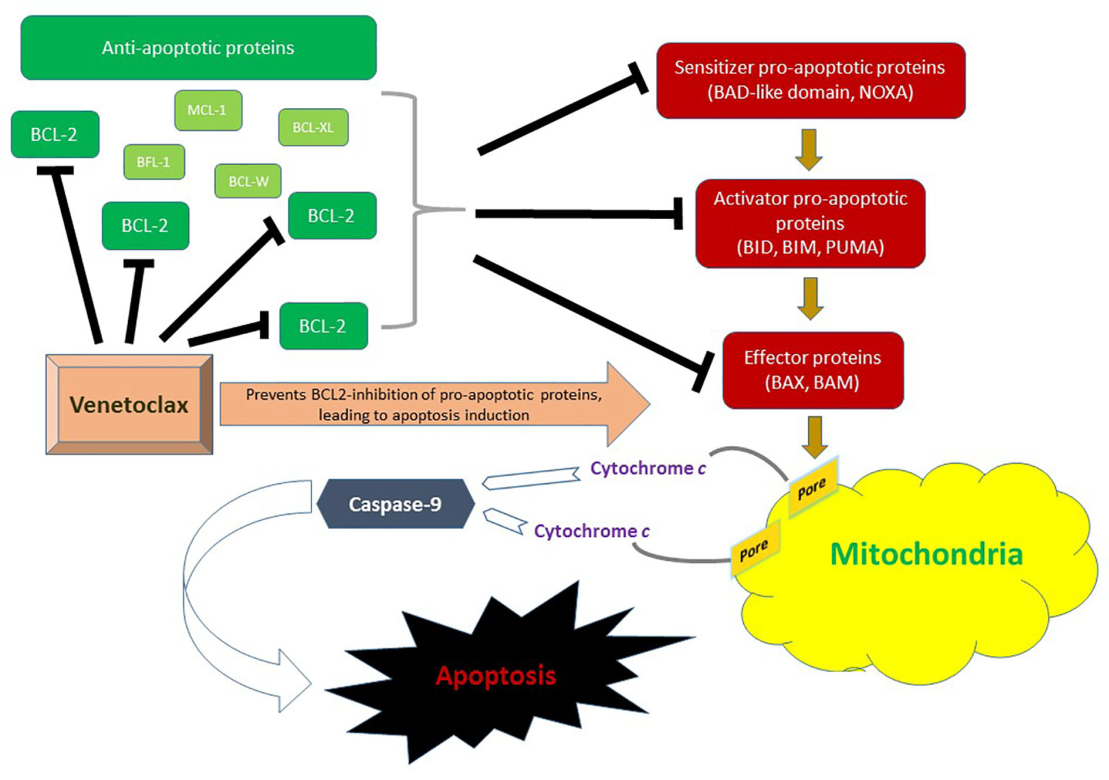 Anti-apoptotic proteins
MCL-1
BCL-XL
BCL-2
BFL-1
BCL-W
BCL-2
BCL-2
BCL-2
Venetoclax
Prevents BCL2-inhibition of pro-apoptotic proteins,
leading to apoptosis induction
Sensitizer pro-apoptotic proteins
(BAD-like domain, NOXA)
Activator pro-apoptotic
proteins
(BID, BIM, PUMA)
Effector proteins
(BAX, BAM)
Pore
Pore
Mitochondria
Cytochrome c
Cytochrome c
Caspase-9
Apoptosis